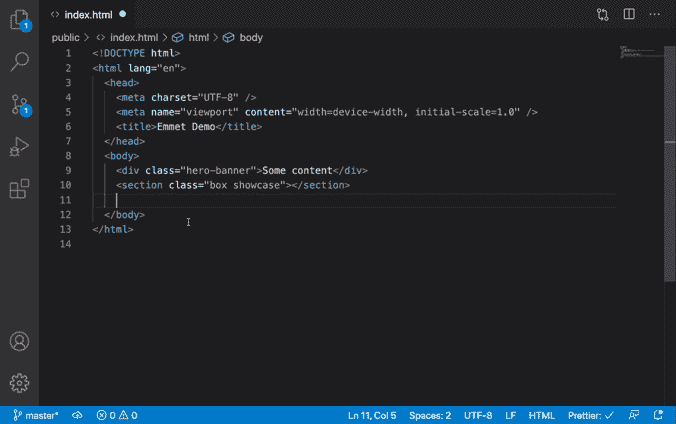 index.html
public > index.html > html > body
1 <!DOCTYPE html>
2 <html lang="en">
3 <head>
4 <meta charset="UTF-8" />
5 <meta name="viewport" content="width=device-width, initial-scale=1.0" />
6 <title>Emmet Demo</title>
7 </head>
8 <body>
9 <div class="hero-banner">Some content</div>
10 <section class="box showcase"></section>
11
12 </body>
13 </html>
14
1
1
master* 0 0 Ln 11, Col 5 Spaces: 2 UTF-8 LF HTML Prettier: ✓